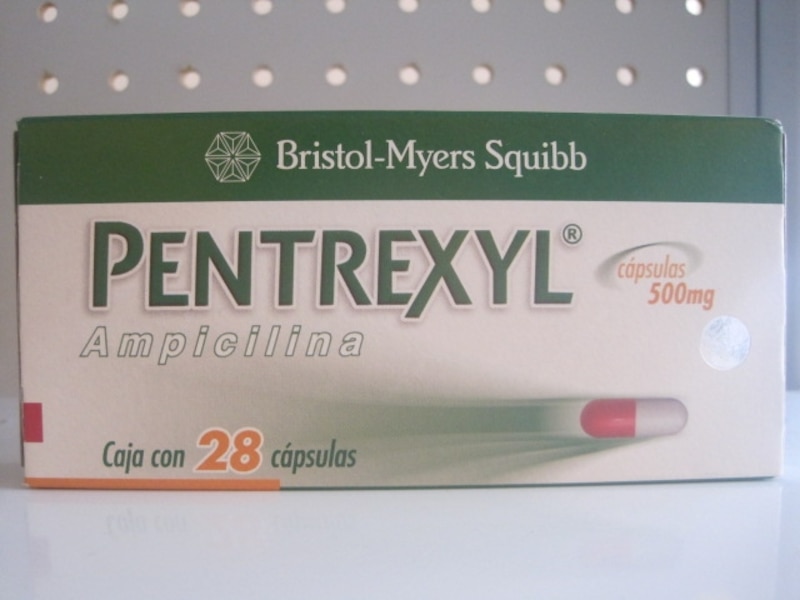 Bristol-Myers Squibb
PENTREXYL®
cápsulas
500mg
Ampicilina
Caja con 28 cápsulas